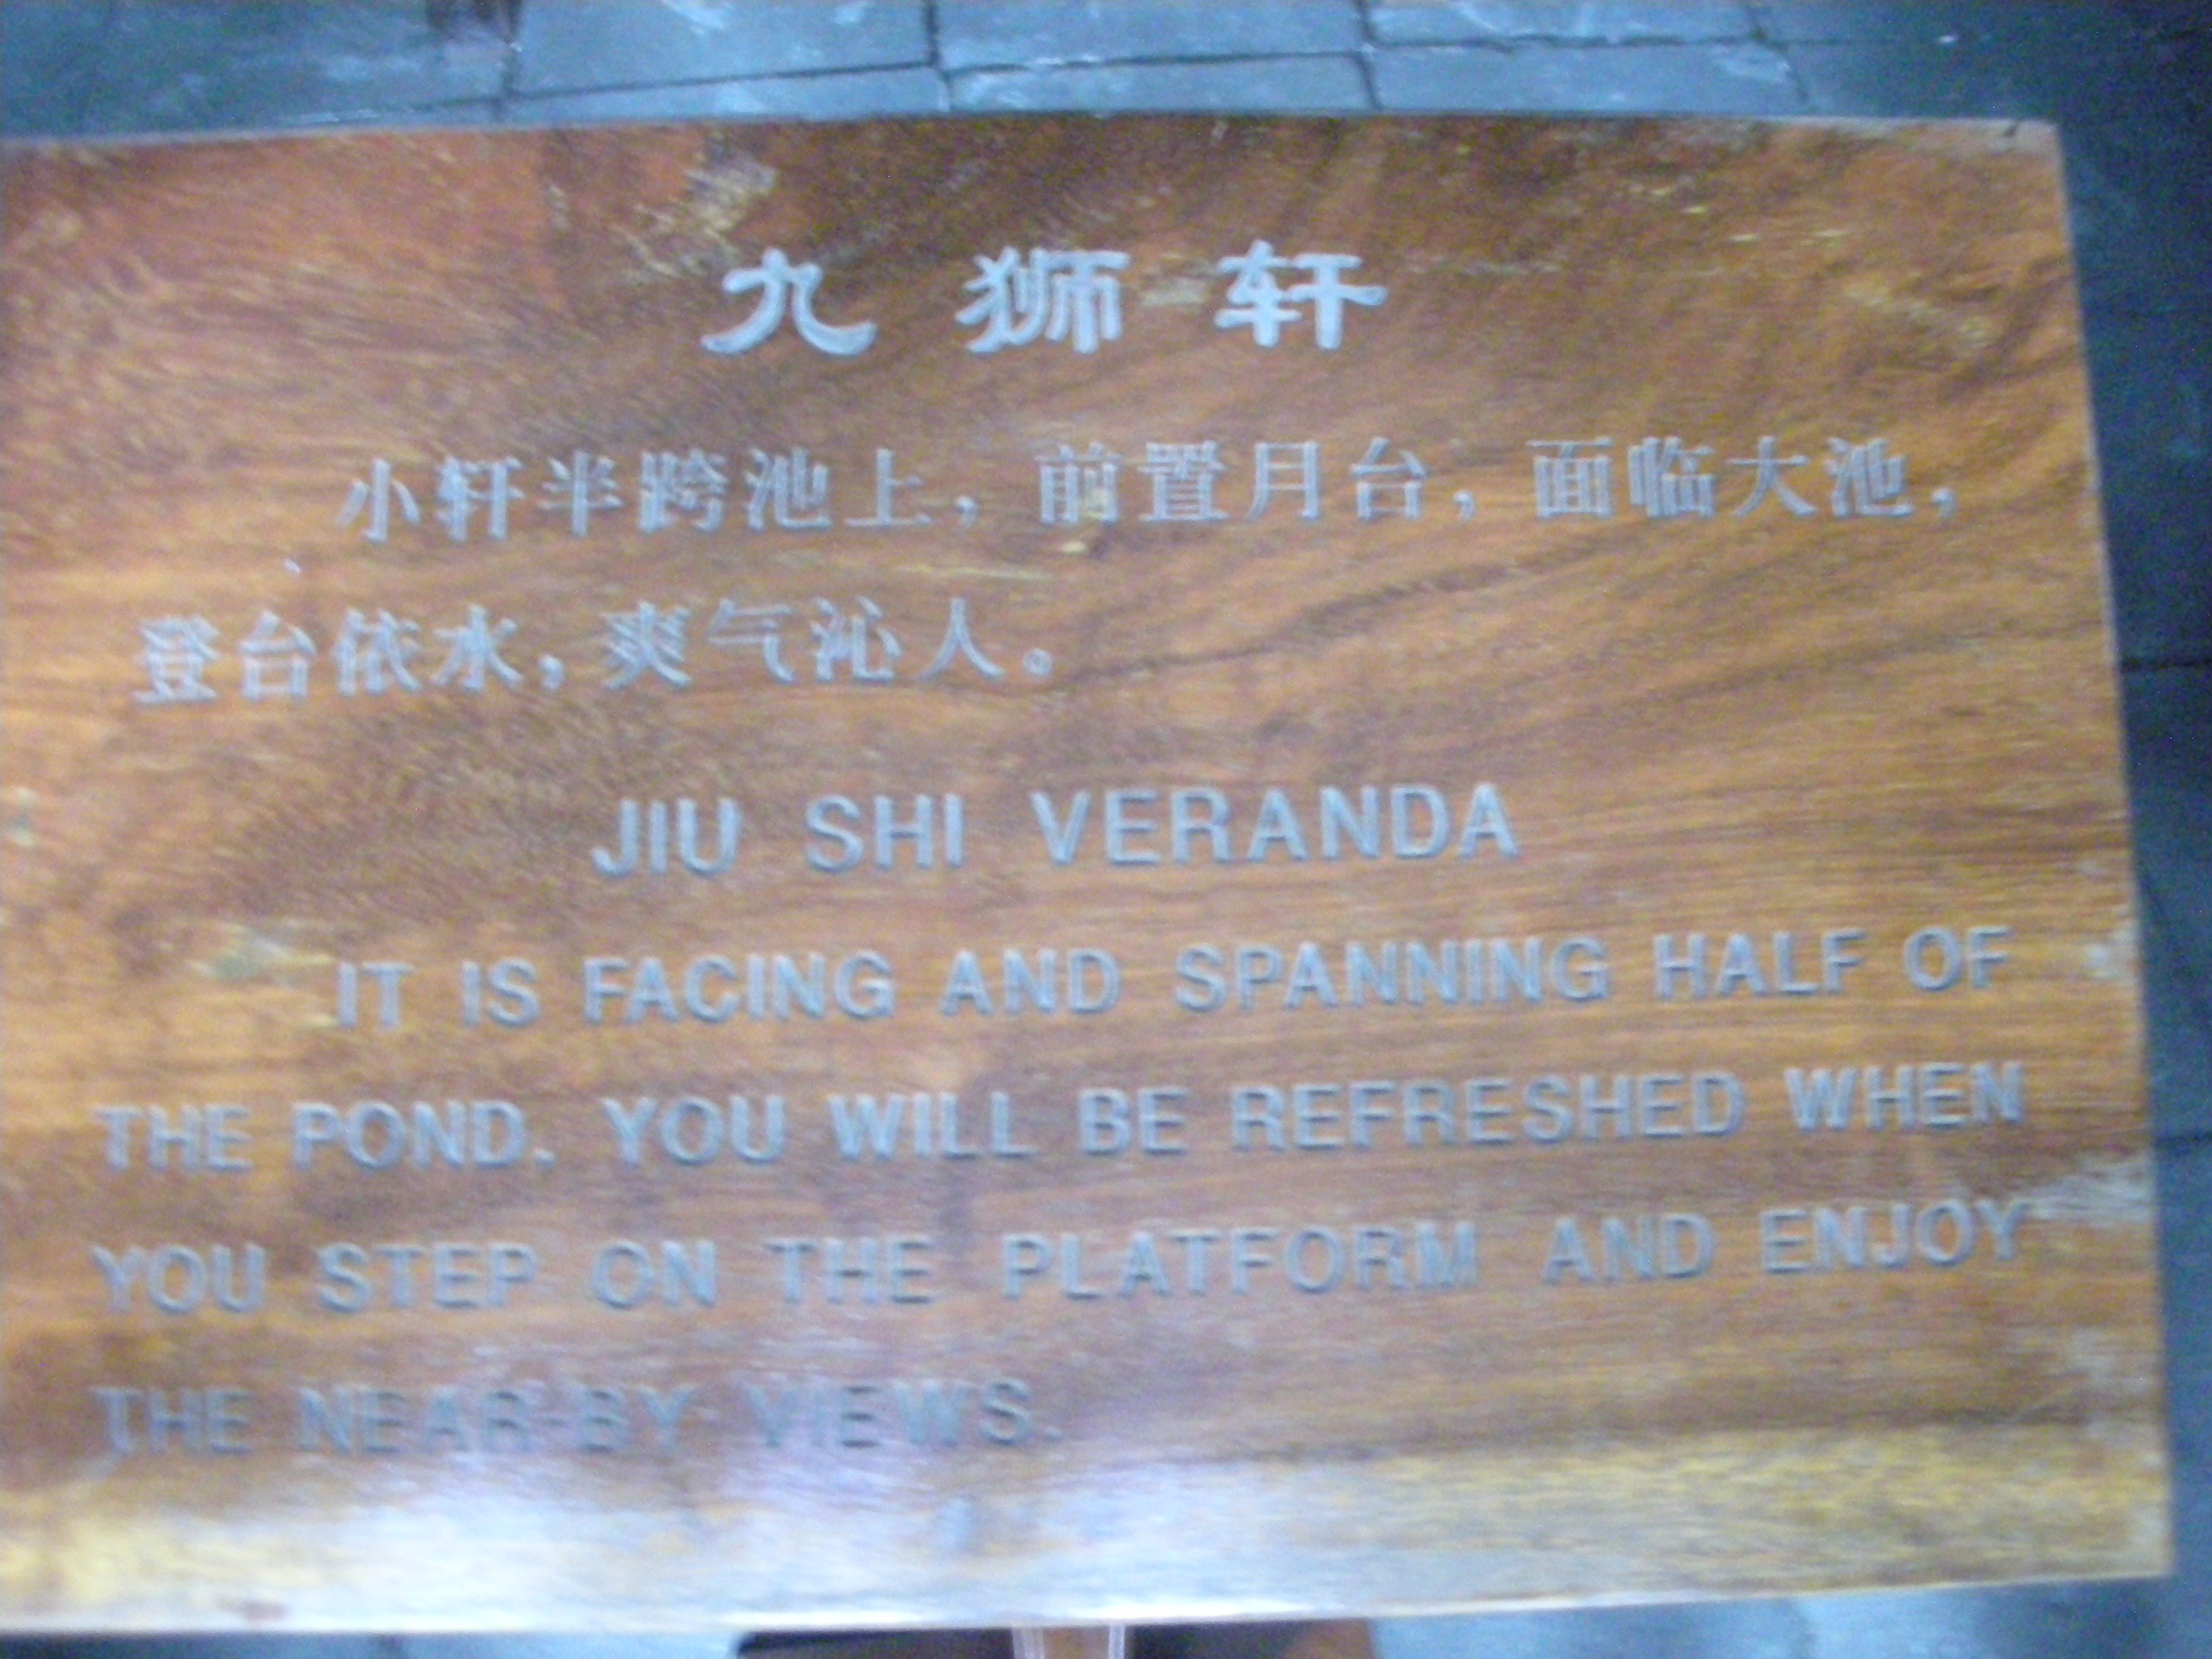 九狮轩
小轩半跨池上，前置月台，面临大池，
登台依水，爽气沁人。
JIU SHI VERANDA
IT IS FACING AND SPANNING HALF OF
THE POND. YOU WILL BE REFRESHED WHEN
YOU STEP ON THE PLATFORM AND ENJOY
THE NEAR-BY VIEWS.